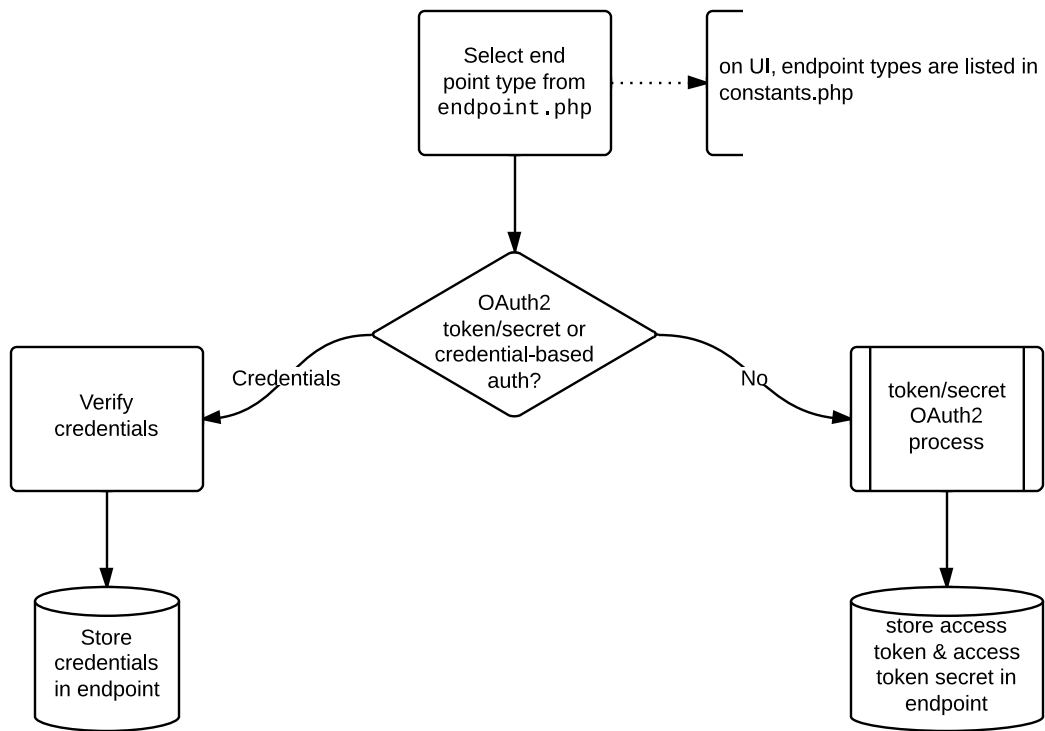 Select end
point type from
endpoint.php
on UI, endpoint types are listed in
constants.php
OAuth2
token/secret or
credential-based
auth?
Credentials
No
Verify
credentials
token/secret
OAuth2
process
Store
credentials
in endpoint
store access
token & access
token secret in
endpoint